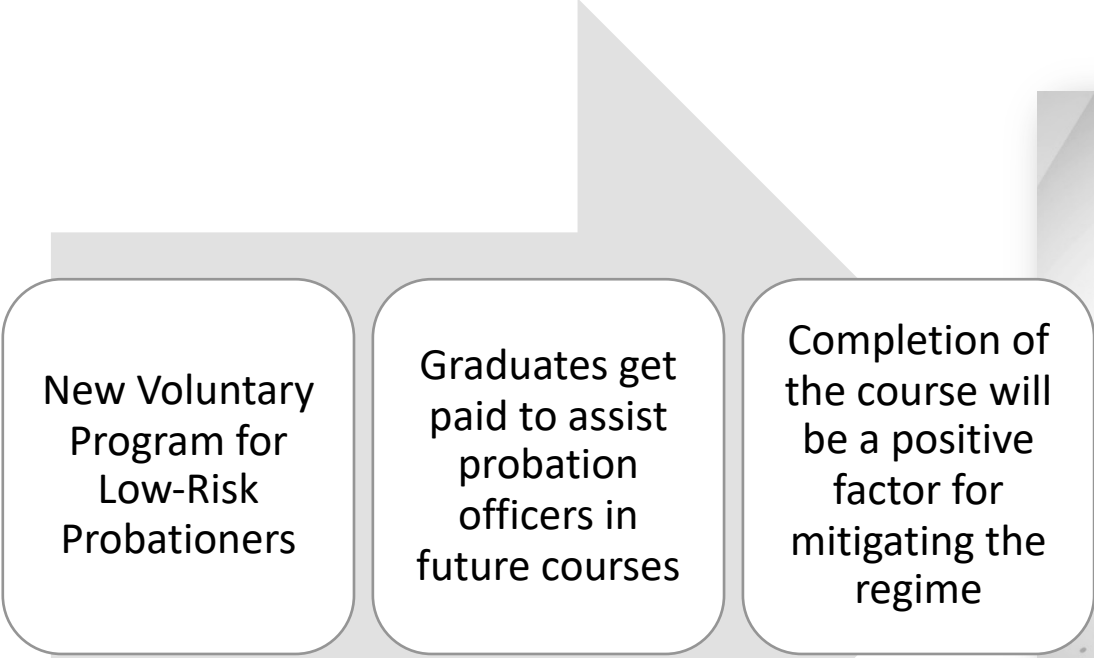 New Voluntary
Program for
Low-Risk
Probationers
Graduates get
paid to assist
probation
officers in
future courses
Completion of
the course will
be a positive
factor for
mitigating the
regime